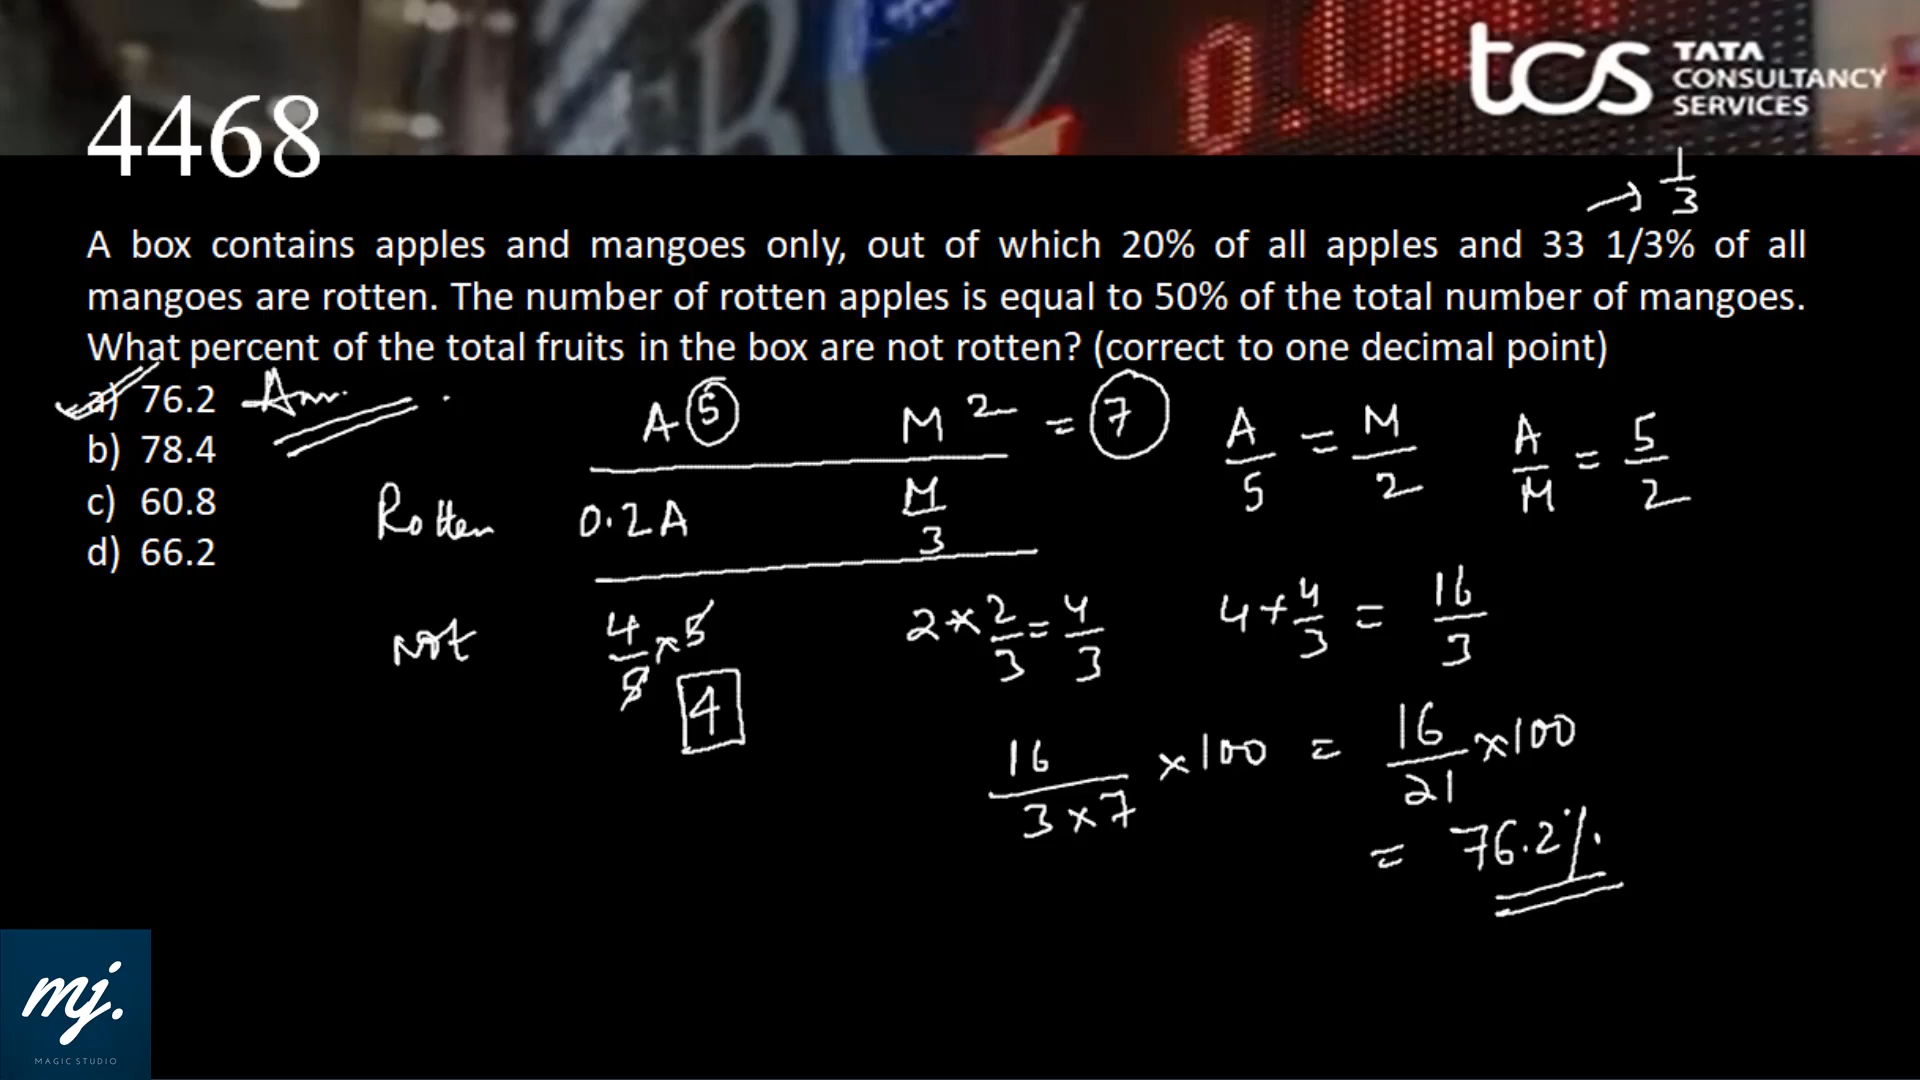 tcs TATA
CONSULTANCY
SERVICES
4468
→ 1/3
A box contains apples and mangoes only, out of which 20% of all apples and 33 1/3% of all
mangoes are rotten. The number of rotten apples is equal to 50% of the total number of mangoes.
What percent of the total fruits in the box are not rotten? (correct to one decimal point)
a) 76.2 Ans.
b) 78.4
c) 60.8
d) 66.2
A 5 M 2 = 7
A/5 = M/2
A/M = 5/2
Rotten 0.2A M/3
Not 4/5 × 5 2 × 2/3 = 4/3
4
4 + 4/3 = 16/3
16/(3 × 7) × 100 = 16/21 × 100
= 76.2%
mj.
MAGIC STUDIO